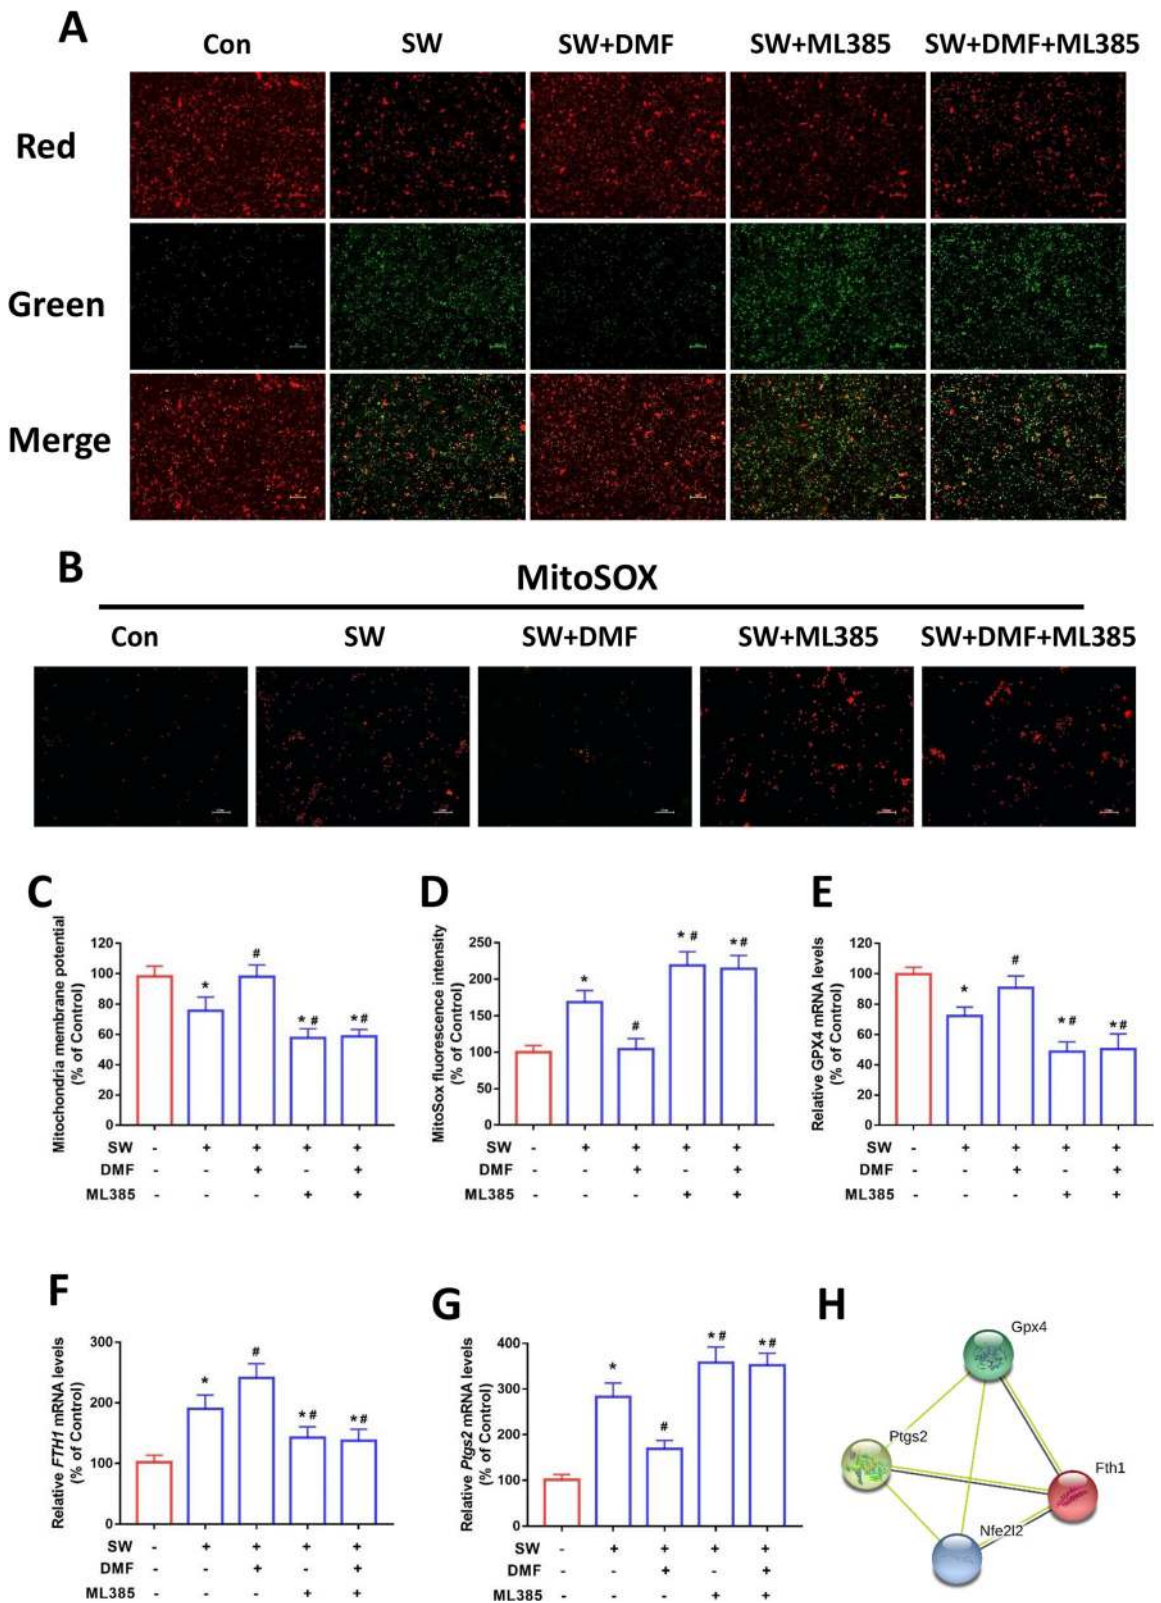 A
Con SW SW+DMF SW+ML385 SW+DMF+ML385
Red
Green
Merge
B
MitoSOX
Con SW SW+DMF SW+ML385 SW+DMF+ML385
C
Mitochondria membrane potential
(% of Control)
120
100
80
60
40
20
0
*
#
* #
*#
SW - + + + +
DMF - - + - +
ML385 - - - + +
D
MitoSox fluorescence intensity
(% of Control)
250
200
150
100
50
0
*
#
* #
*#
SW - + + + +
DMF - - + - +
ML385 - - - + +
E
Relative GPX4 mRNA levels
(% of Control)
120
100
80
60
40
20
0
*
#
*#
*#
SW - + + + +
DMF - - + - +
ML385 - - - + +
F
Relative FTH1 mRNA levels
(% of Control)
300
200
100
0
*
#
*#
*#
SW - + + + +
DMF - - + - +
ML385 - - - + +
G
Relative Ptgs2 mRNA levels
(% of Control)
400
300
200
100
0
*
#
*#
*#
SW - + + + +
DMF - - + - +
ML385 - - - + +
H
Gpx4
Ptgs2
Fth1
Nfe2l2